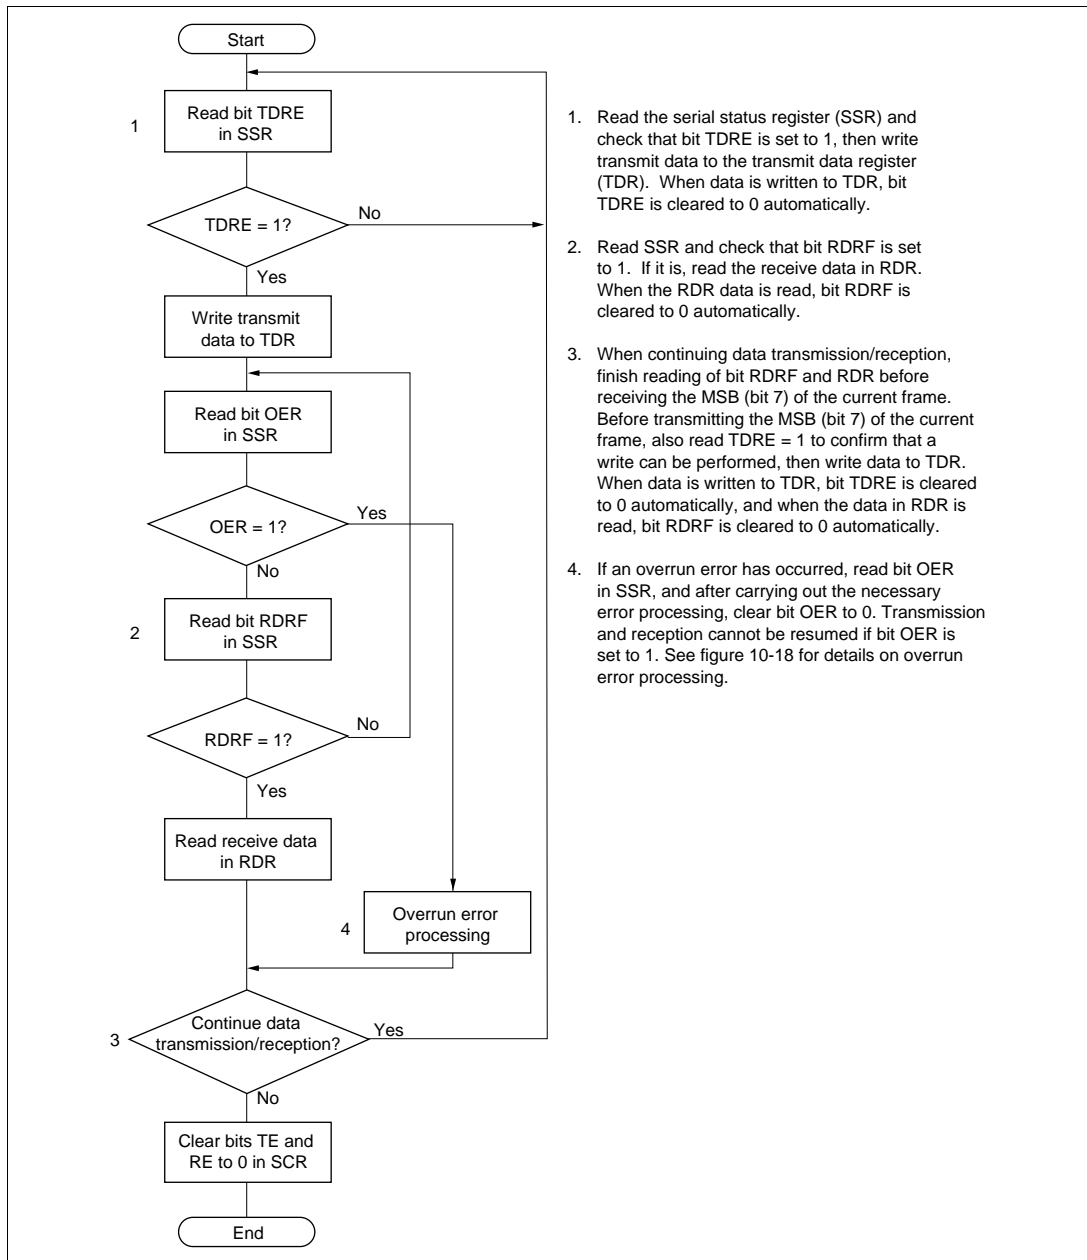 Start
1
Read bit TDRE
in SSR
TDRE = 1?
No
Yes
Write transmit
data to TDR
Read bit OER
in SSR
OER = 1?
Yes
No
2
Read bit RDRF
in SSR
RDRF = 1?
No
Yes
Read receive data
in RDR
4
Overrun error
processing
3
Continue data
transmission/reception?
Yes
No
Clear bits TE and
RE to 0 in SCR
End
1. Read the serial status register (SSR) and
check that bit TDRE is set to 1, then write
transmit data to the transmit data register
(TDR). When data is written to TDR, bit
TDRE is cleared to 0 automatically.
2. Read SSR and check that bit RDRF is set
to 1. If it is, read the receive data in RDR.
When the RDR data is read, bit RDRF is
cleared to 0 automatically.
3. When continuing data transmission/reception,
finish reading of bit RDRF and RDR before
receiving the MSB (bit 7) of the current frame.
Before transmitting the MSB (bit 7) of the current
frame, also read TDRE = 1 to confirm that a
write can be performed, then write data to TDR.
When data is written to TDR, bit TDRE is cleared
to 0 automatically, and when the data in RDR is
read, bit RDRF is cleared to 0 automatically.
4. If an overrun error has occurred, read bit OER
in SSR, and after carrying out the necessary
error processing, clear bit OER to 0. Transmission
and reception cannot be resumed if bit OER is
set to 1. See figure 10-18 for details on overrun
error processing.